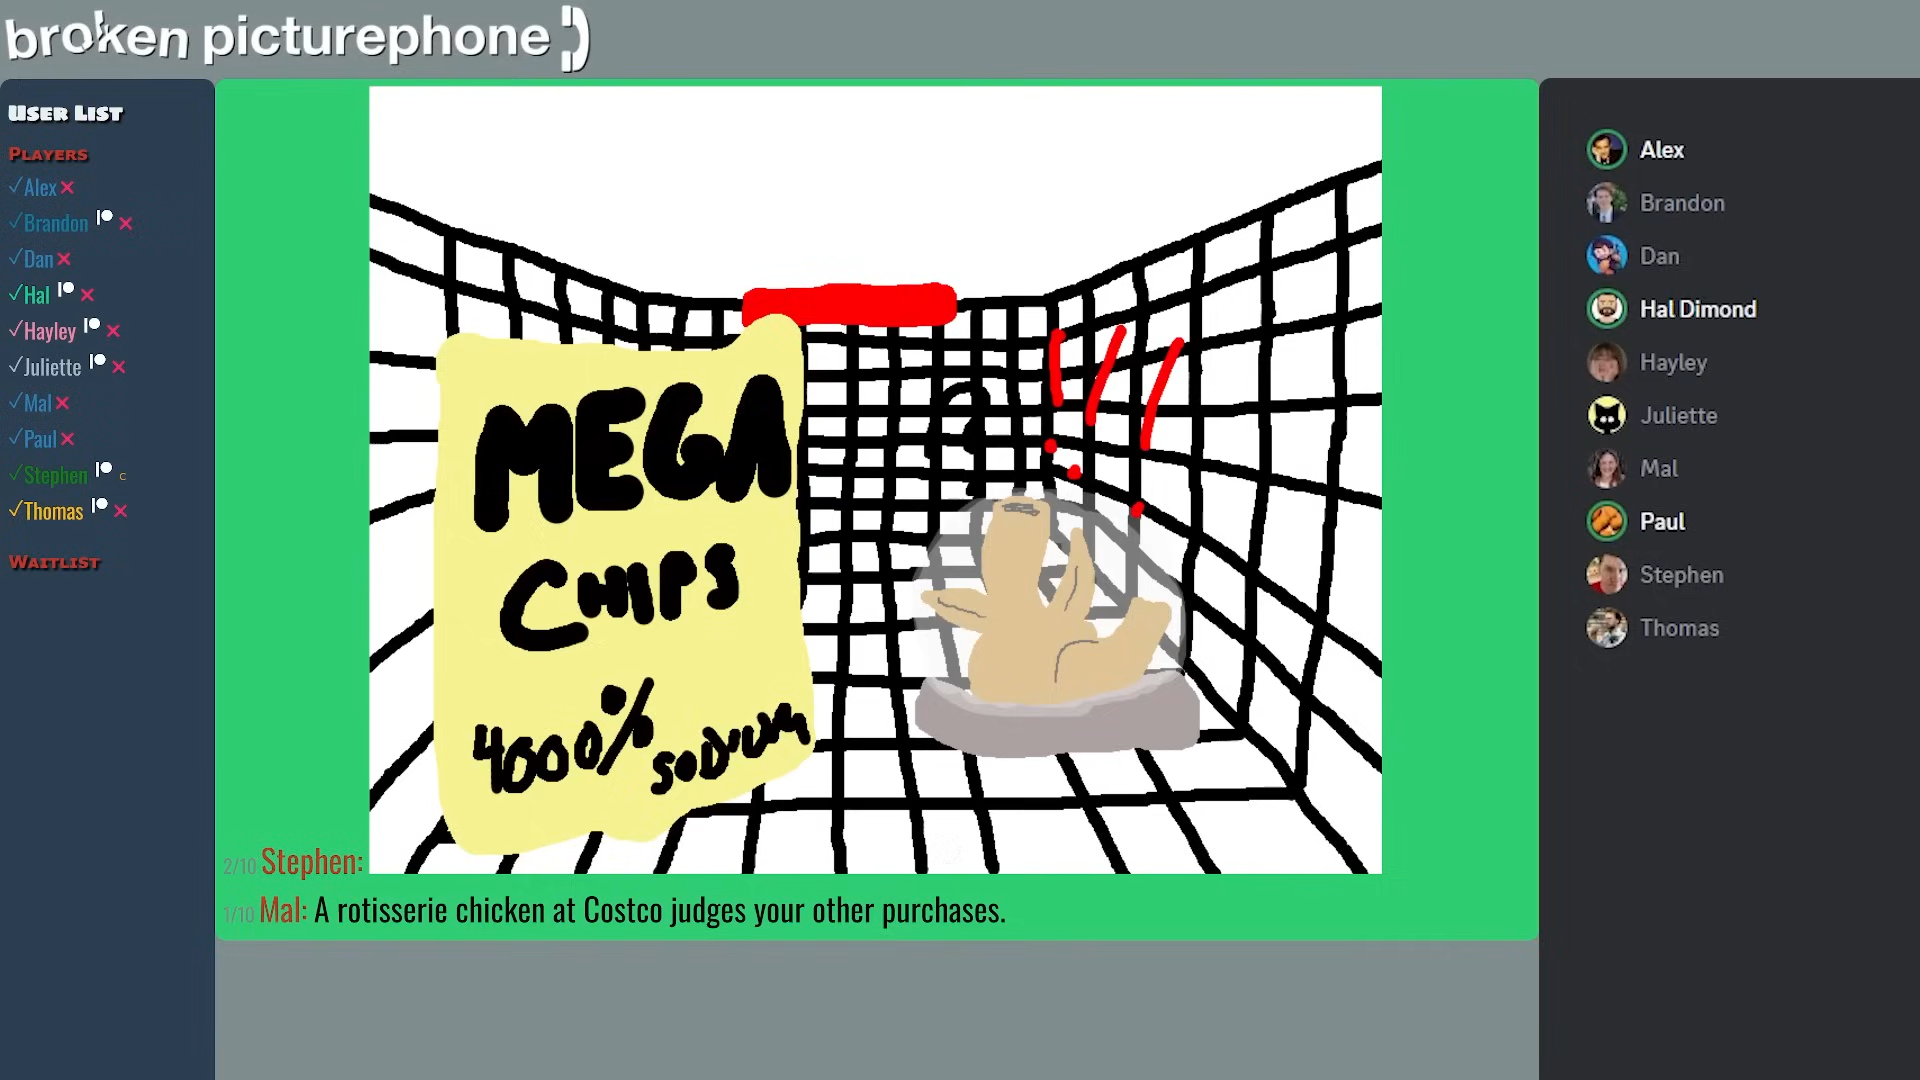 broken picturephone
User List
Players
✓Alex ×
✓Brandon ×
✓Dan ×
✓Hal ×
✓Hayley ×
✓Juliette ×
✓Mal ×
✓Paul ×
✓Stephen c
✓Thomas ×
Waitlist
MEGA
CHIPS
4000% SODIUM
!!!
2/10 Stephen:
1/10 Mal: A rotisserie chicken at Costco judges your other purchases.
Alex
Brandon
Dan
Hal Dimond
Hayley
Juliette
Mal
Paul
Stephen
Thomas